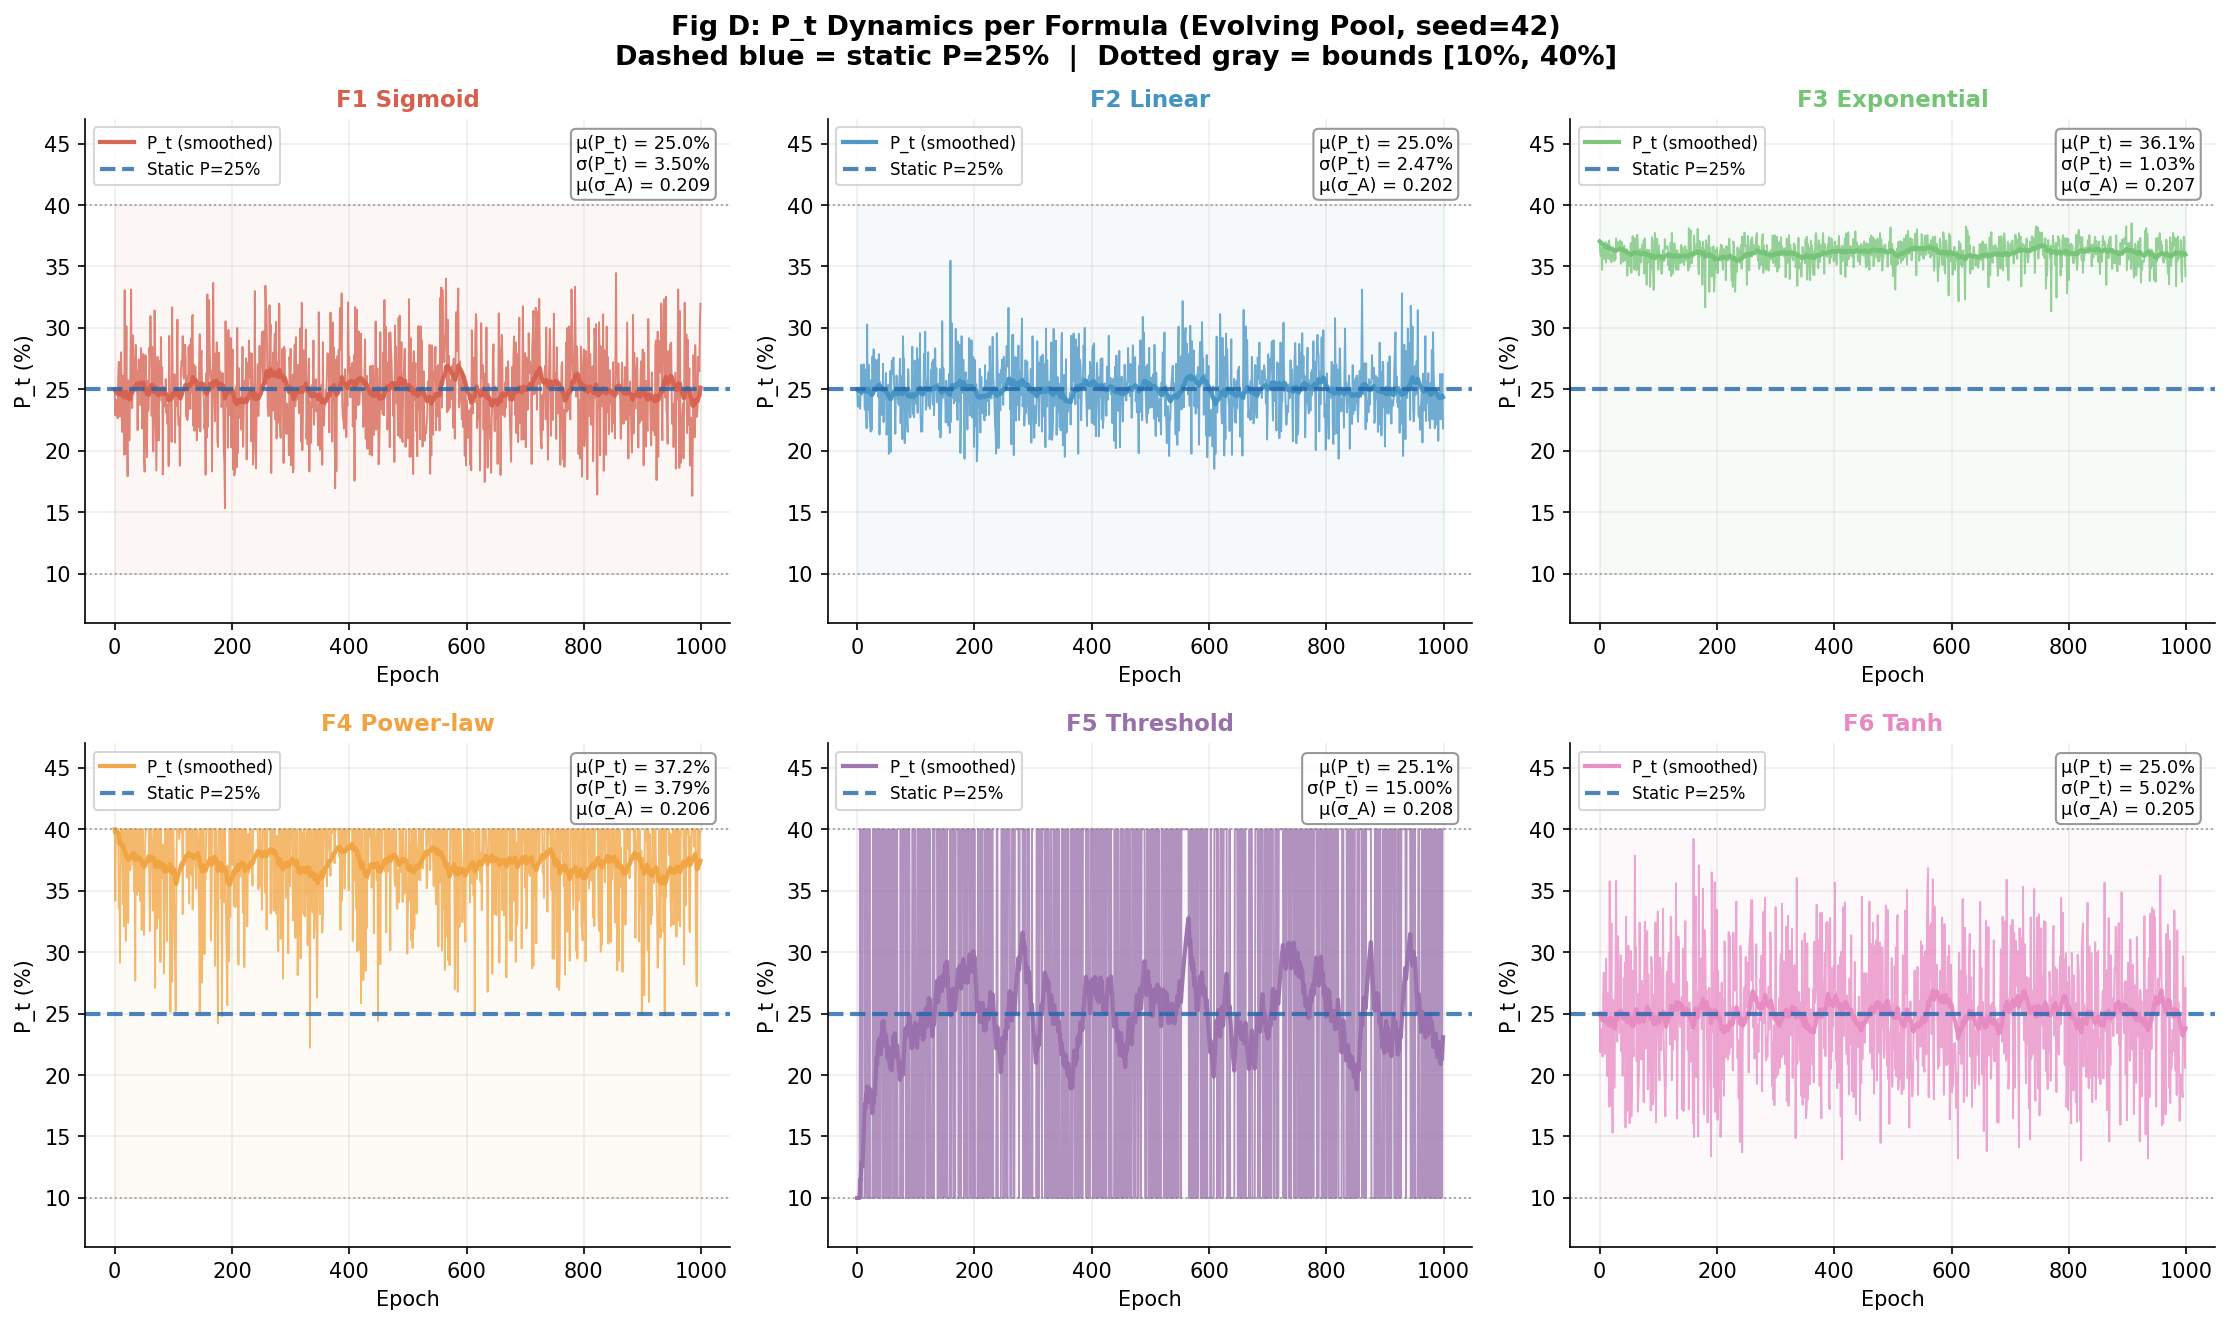 Fig D: P_t Dynamics per Formula (Evolving Pool, seed=42)
Dashed blue = static P=25%  |  Dotted gray = bounds [10%, 40%]
F1 Sigmoid
P_t (smoothed)
Static P=25%
μ(P_t) = 25.0%
σ(P_t) = 3.50%
μ(σ_A) = 0.209
P_t (%)
45
40
35
30
25
20
15
10
0 200 400 600 800 1000
Epoch
F2 Linear
P_t (smoothed)
Static P=25%
μ(P_t) = 25.0%
σ(P_t) = 2.47%
μ(σ_A) = 0.202
P_t (%)
45
40
35
30
25
20
15
10
0 200 400 600 800 1000
Epoch
F3 Exponential
P_t (smoothed)
Static P=25%
μ(P_t) = 36.1%
σ(P_t) = 1.03%
μ(σ_A) = 0.207
P_t (%)
45
40
35
30
25
20
15
10
0 200 400 600 800 1000
Epoch
F4 Power-law
P_t (smoothed)
Static P=25%
μ(P_t) = 37.2%
σ(P_t) = 3.79%
μ(σ_A) = 0.206
P_t (%)
45
40
35
30
25
20
15
10
0 200 400 600 800 1000
Epoch
F5 Threshold
P_t (smoothed)
Static P=25%
μ(P_t) = 25.1%
σ(P_t) = 15.00%
μ(σ_A) = 0.208
P_t (%)
45
40
35
30
25
20
15
10
0 200 400 600 800 1000
Epoch
F6 Tanh
P_t (smoothed)
Static P=25%
μ(P_t) = 25.0%
σ(P_t) = 5.02%
μ(σ_A) = 0.205
P_t (%)
45
40
35
30
25
20
15
10
0 200 400 600 800 1000
Epoch